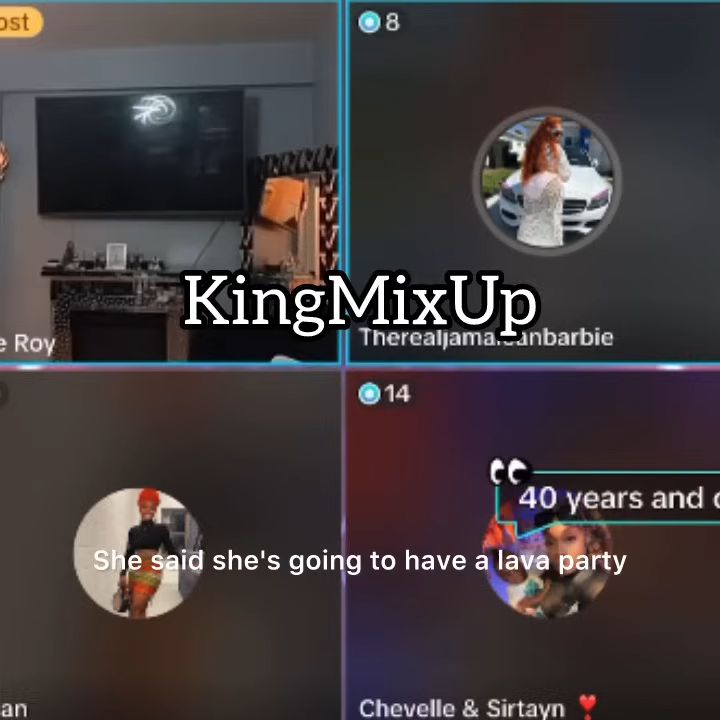 ost
8
KingMixUp
e Roy
Therealjamaicanbarbie
14
40 years and
She said she's going to have a lava party
an
Chevelle & Sirtayn ❤️